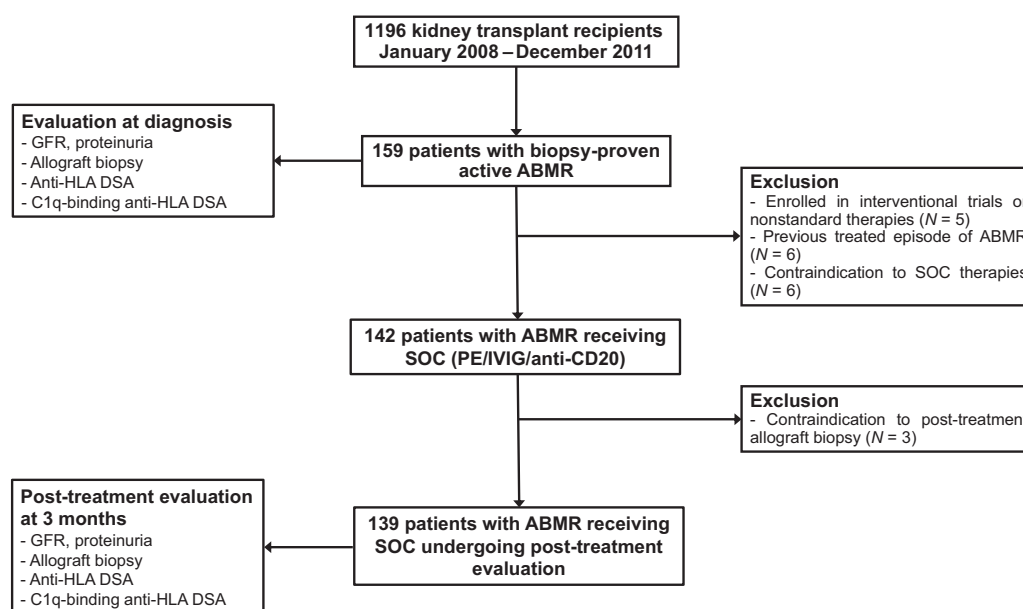 1196 kidney transplant recipients
January 2008 – December 2011
Evaluation at diagnosis
- GFR, proteinuria
- Allograft biopsy
- Anti-HLA DSA
- C1q-binding anti-HLA DSA
159 patients with biopsy-proven
active ABMR
Exclusion
- Enrolled in interventional trials or
nonstandard therapies (N = 5)
- Previous treated episode of ABMR
(N = 6)
- Contraindication to SOC therapies
(N = 6)
142 patients with ABMR receiving
SOC (PE/IVIG/anti-CD20)
Exclusion
- Contraindication to post-treatment
allograft biopsy (N = 3)
Post-treatment evaluation
at 3 months
- GFR, proteinuria
- Allograft biopsy
- Anti-HLA DSA
- C1q-binding anti-HLA DSA
139 patients with ABMR receiving
SOC undergoing post-treatment
evaluation